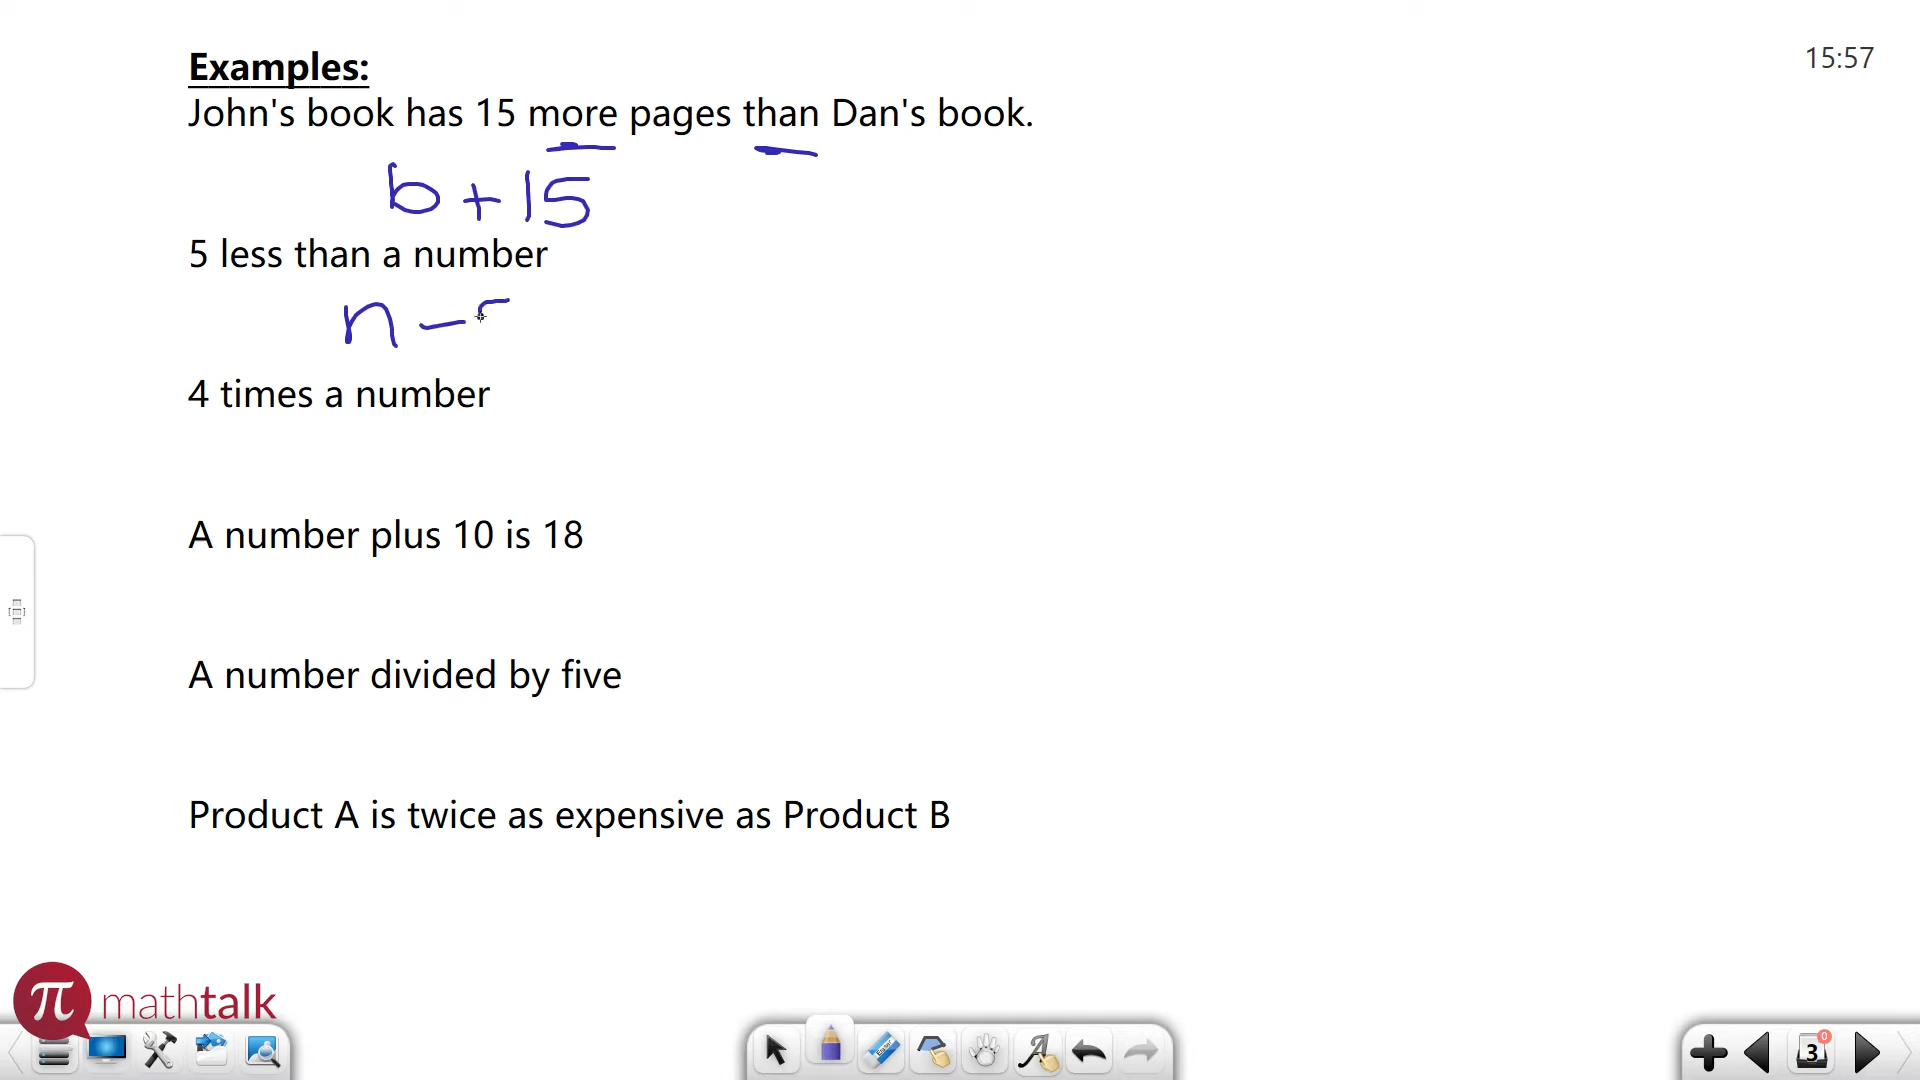 Examples:
15:57
John's book has 15 more pages than Dan's book.
b + 15
5 less than a number
n -
4 times a number
A number plus 10 is 18
A number divided by five
Product A is twice as expensive as Product B
π mathtalk
Eraser
A
3
0